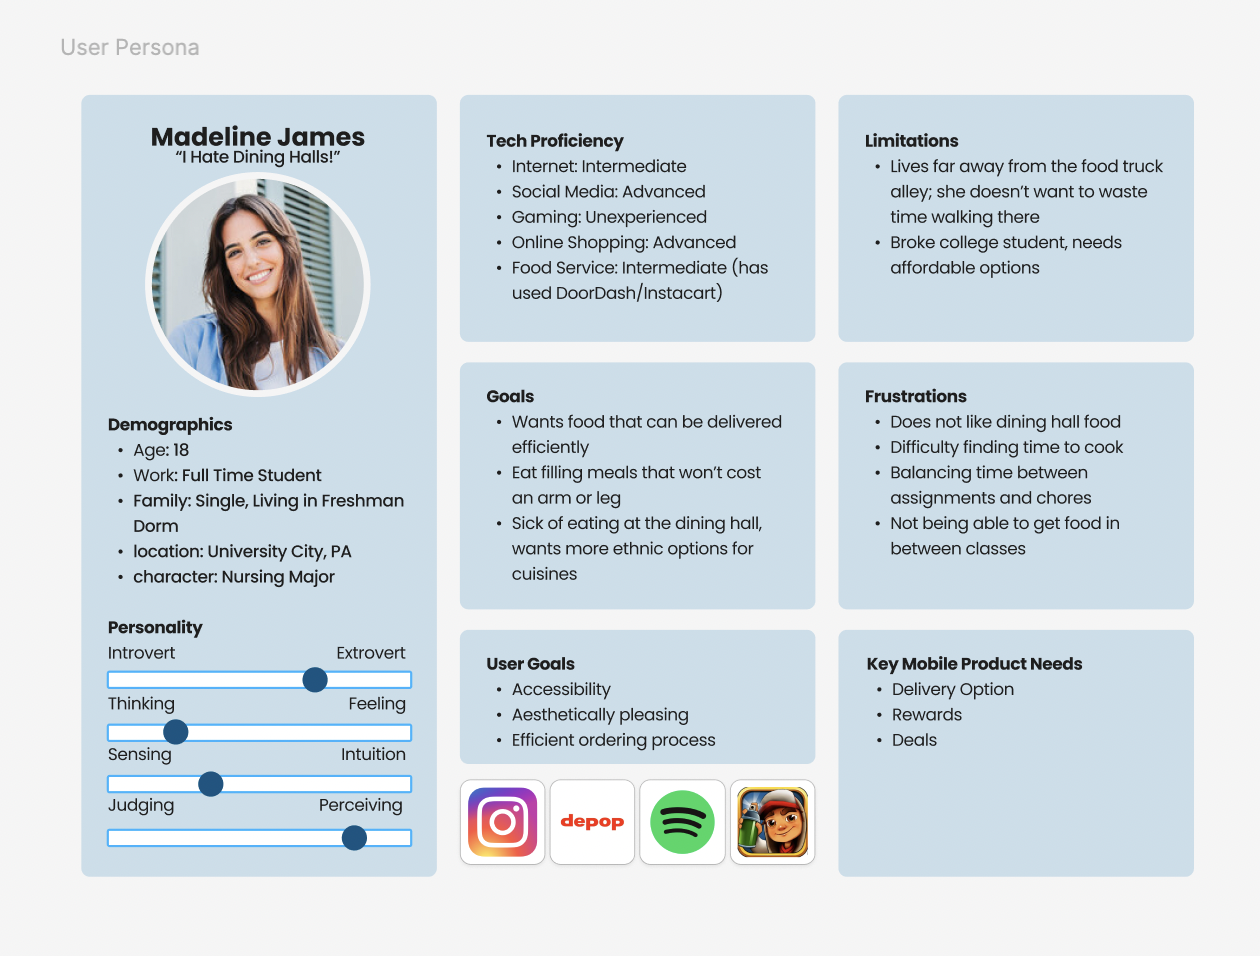 User Persona
Madeline James
“I Hate Dining Halls!”
Demographics
• Age: 18
• Work: Full Time Student
• Family: Single, Living in Freshman
Dorm
• location: University City, PA
• character: Nursing Major
Personality
Introvert Extrovert
Thinking Feeling
Sensing Intuition
Judging Perceiving
Tech Proficiency
• Internet: Intermediate
• Social Media: Advanced
• Gaming: Unexperienced
• Online Shopping: Advanced
• Food Service: Intermediate (has
used DoorDash/Instacart)
Limitations
• Lives far away from the food truck
alley; she doesn’t want to waste
time walking there
• Broke college student, needs
affordable options
Goals
• Wants food that can be delivered
efficiently
• Eat filling meals that won’t cost
an arm or leg
• Sick of eating at the dining hall,
wants more ethnic options for
cuisines
Frustrations
• Does not like dining hall food
• Difficulty finding time to cook
• Balancing time between
assignments and chores
• Not being able to get food in
between classes
User Goals
• Accessibility
• Aesthetically pleasing
• Efficient ordering process
depop
Key Mobile Product Needs
• Delivery Option
• Rewards
• Deals